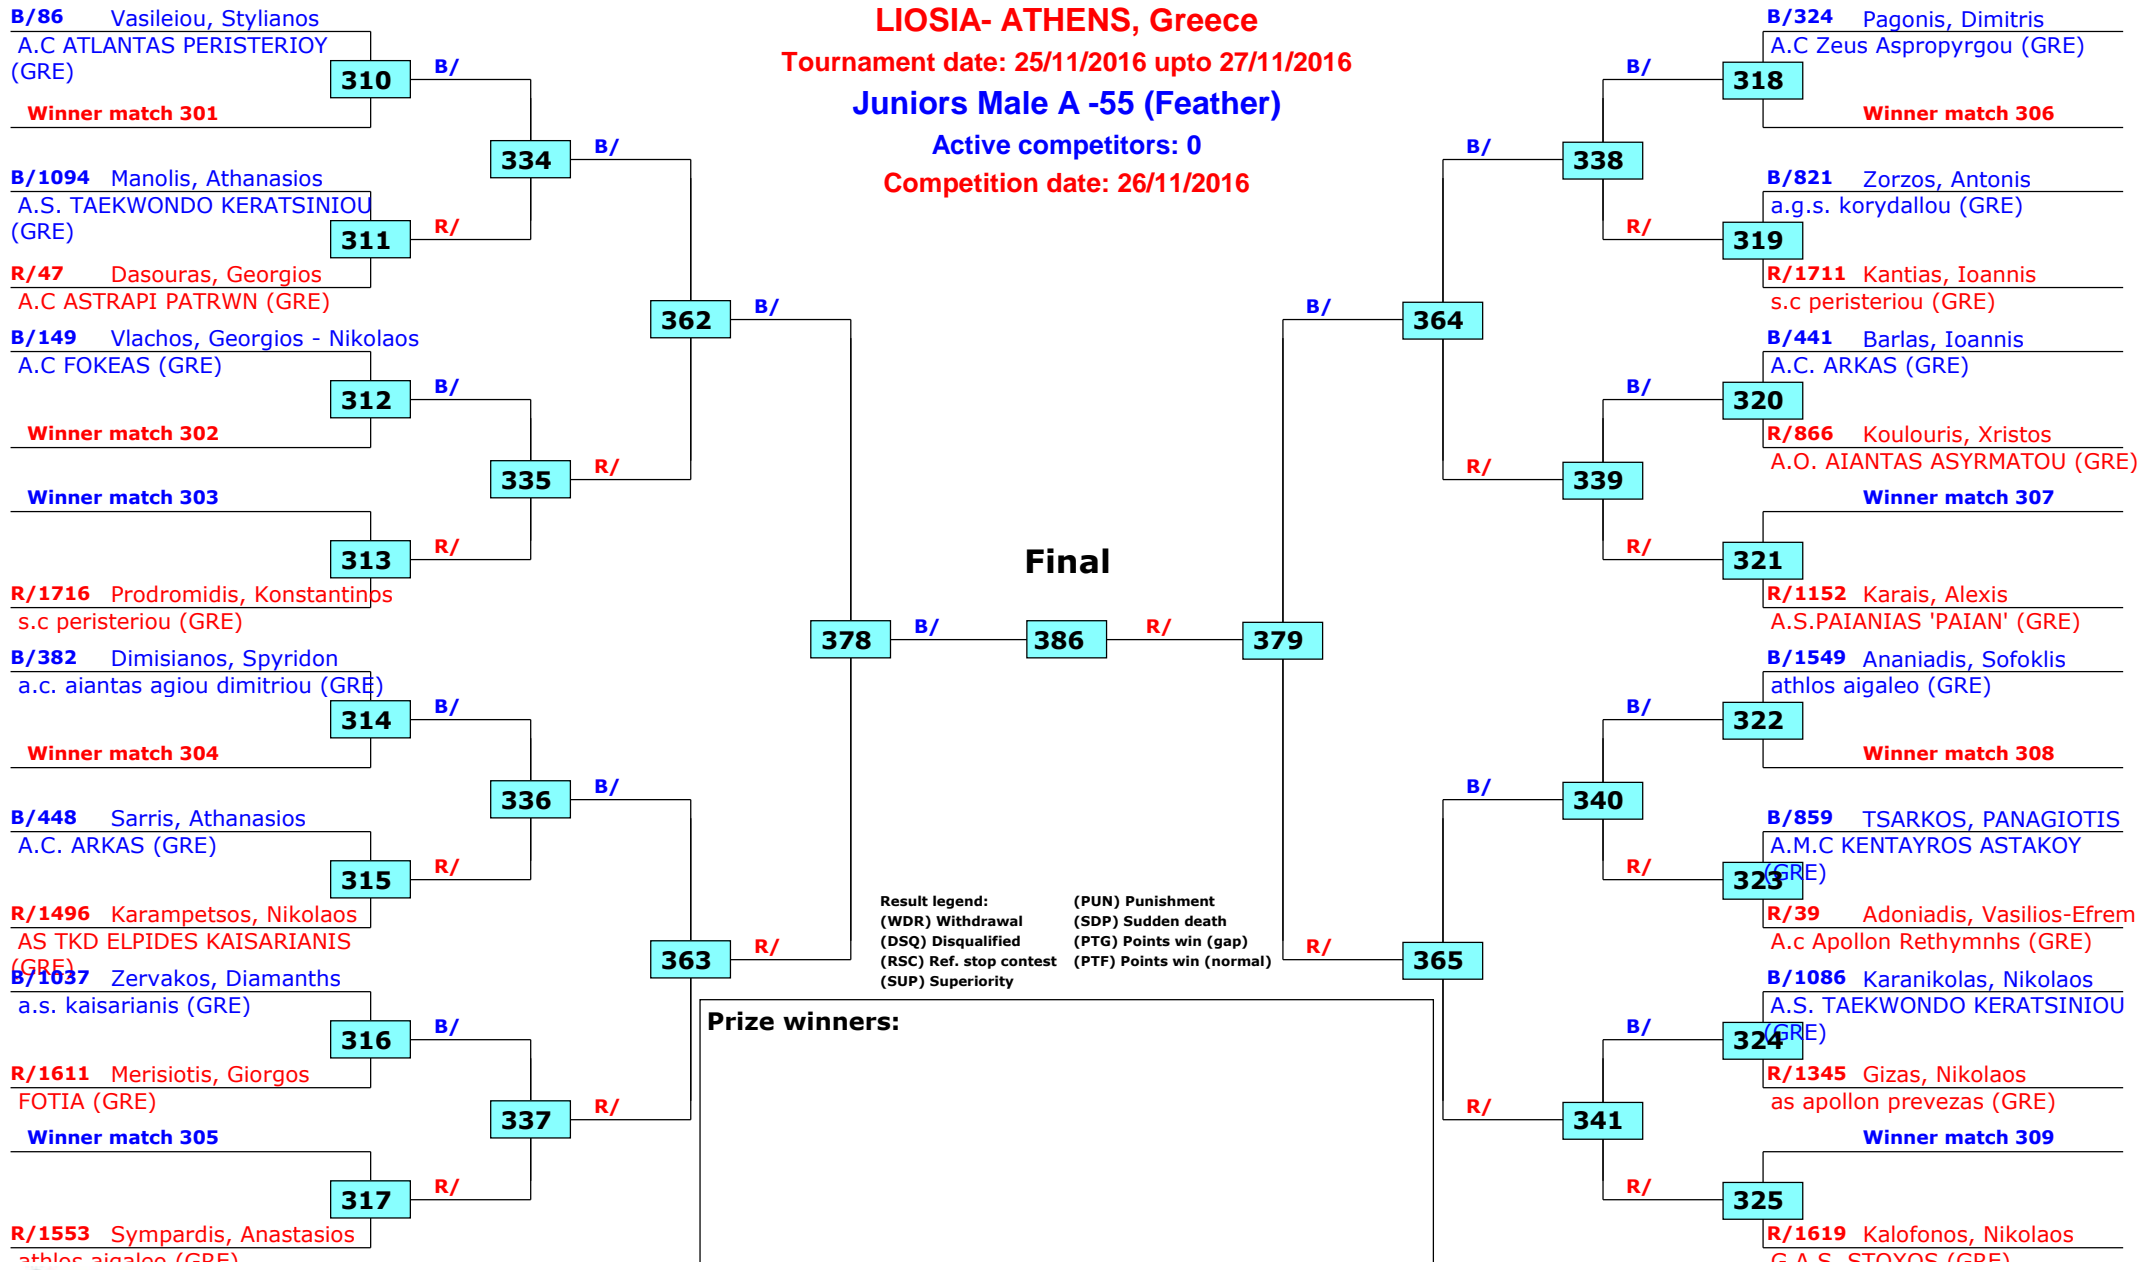 LIOSIA- ATHENS, Greece
Tournament date: 25/11/2016 upto 27/11/2016
Juniors Male A -55 (Feather)
Active competitors: 0
Competition date: 26/11/2016
B/86 Vasileiou, Stylianos
A.C ATLANTAS PERISTERIOY
(GRE)
310
B/
Winner match 301
334
B/
B/1094 Manolis, Athanasios
A.S. TAEKWONDO KERATSINIOU
(GRE)
311
R/
R/47 Dasouras, Georgios
A.C ASTRAPI PATRWN (GRE)
362
B/
B/149 Vlachos, Georgios - Nikolaos
A.C FOKEAS (GRE)
312
B/
Winner match 302
335
R/
Winner match 303
313
R/
R/1716 Prodromidis, Konstantinos
s.c peristeriou (GRE)
378
B/
B/382 Dimisianos, Spyridon
a.c. aiantas agiou dimitriou (GRE)
314
B/
Winner match 304
336
B/
B/448 Sarris, Athanasios
A.C. ARKAS (GRE)
315
R/
R/1496 Karampetsos, Nikolaos
AS TKD ELPIDES KAISARIANIS
(GRE)
363
R/
B/1037 Zervakos, Diamanths
a.s. kaisarianis (GRE)
316
B/
R/1611 Merisiotis, Giorgos
FOTIA (GRE)
337
R/
Winner match 305
317
R/
R/1553 Sympardis, Anastasios
athlos aigaleo (GRE)
Final
386
R/
379
Result legend:
(WDR) Withdrawal
(DSQ) Disqualified
(RSC) Ref. stop contest
(SUP) Superiority
(PUN) Punishment
(SDP) Sudden death
(PTG) Points win (gap)
(PTF) Points win (normal)
Prize winners:
B/324 Pagonis, Dimitris
A.C Zeus Aspropyrgou (GRE)
B/
318
Winner match 306
B/
338
B/821 Zorzos, Antonis
a.g.s. korydallou (GRE)
R/
319
R/1711 Kantias, Ioannis
s.c peristeriou (GRE)
B/
364
B/441 Barlas, Ioannis
A.C. ARKAS (GRE)
B/
320
R/866 Koulouris, Xristos
A.O. AIANTAS ASYRMATOU (GRE)
R/
339
Winner match 307
R/
321
R/1152 Karais, Alexis
A.S.PAIANIAS 'PAIAN' (GRE)
B/1549 Ananiadis, Sofoklis
athlos aigaleo (GRE)
B/
322
Winner match 308
B/
340
B/859 TSARKOS, PANAGIOTIS
A.M.C KENTAYROS ASTAKOY
(GRE)
R/
323
R/39 Adoniadis, Vasilios-Efrem
A.c Apollon Rethymnhs (GRE)
R/
365
B/1086 Karanikolas, Nikolaos
A.S. TAEKWONDO KERATSINIOU
(GRE)
B/
324
R/1345 Gizas, Nikolaos
as apollon prevezas (GRE)
R/
341
Winner match 309
R/
325
R/1619 Kalofonos, Nikolaos
G.A.S. STOXOS (GRE)